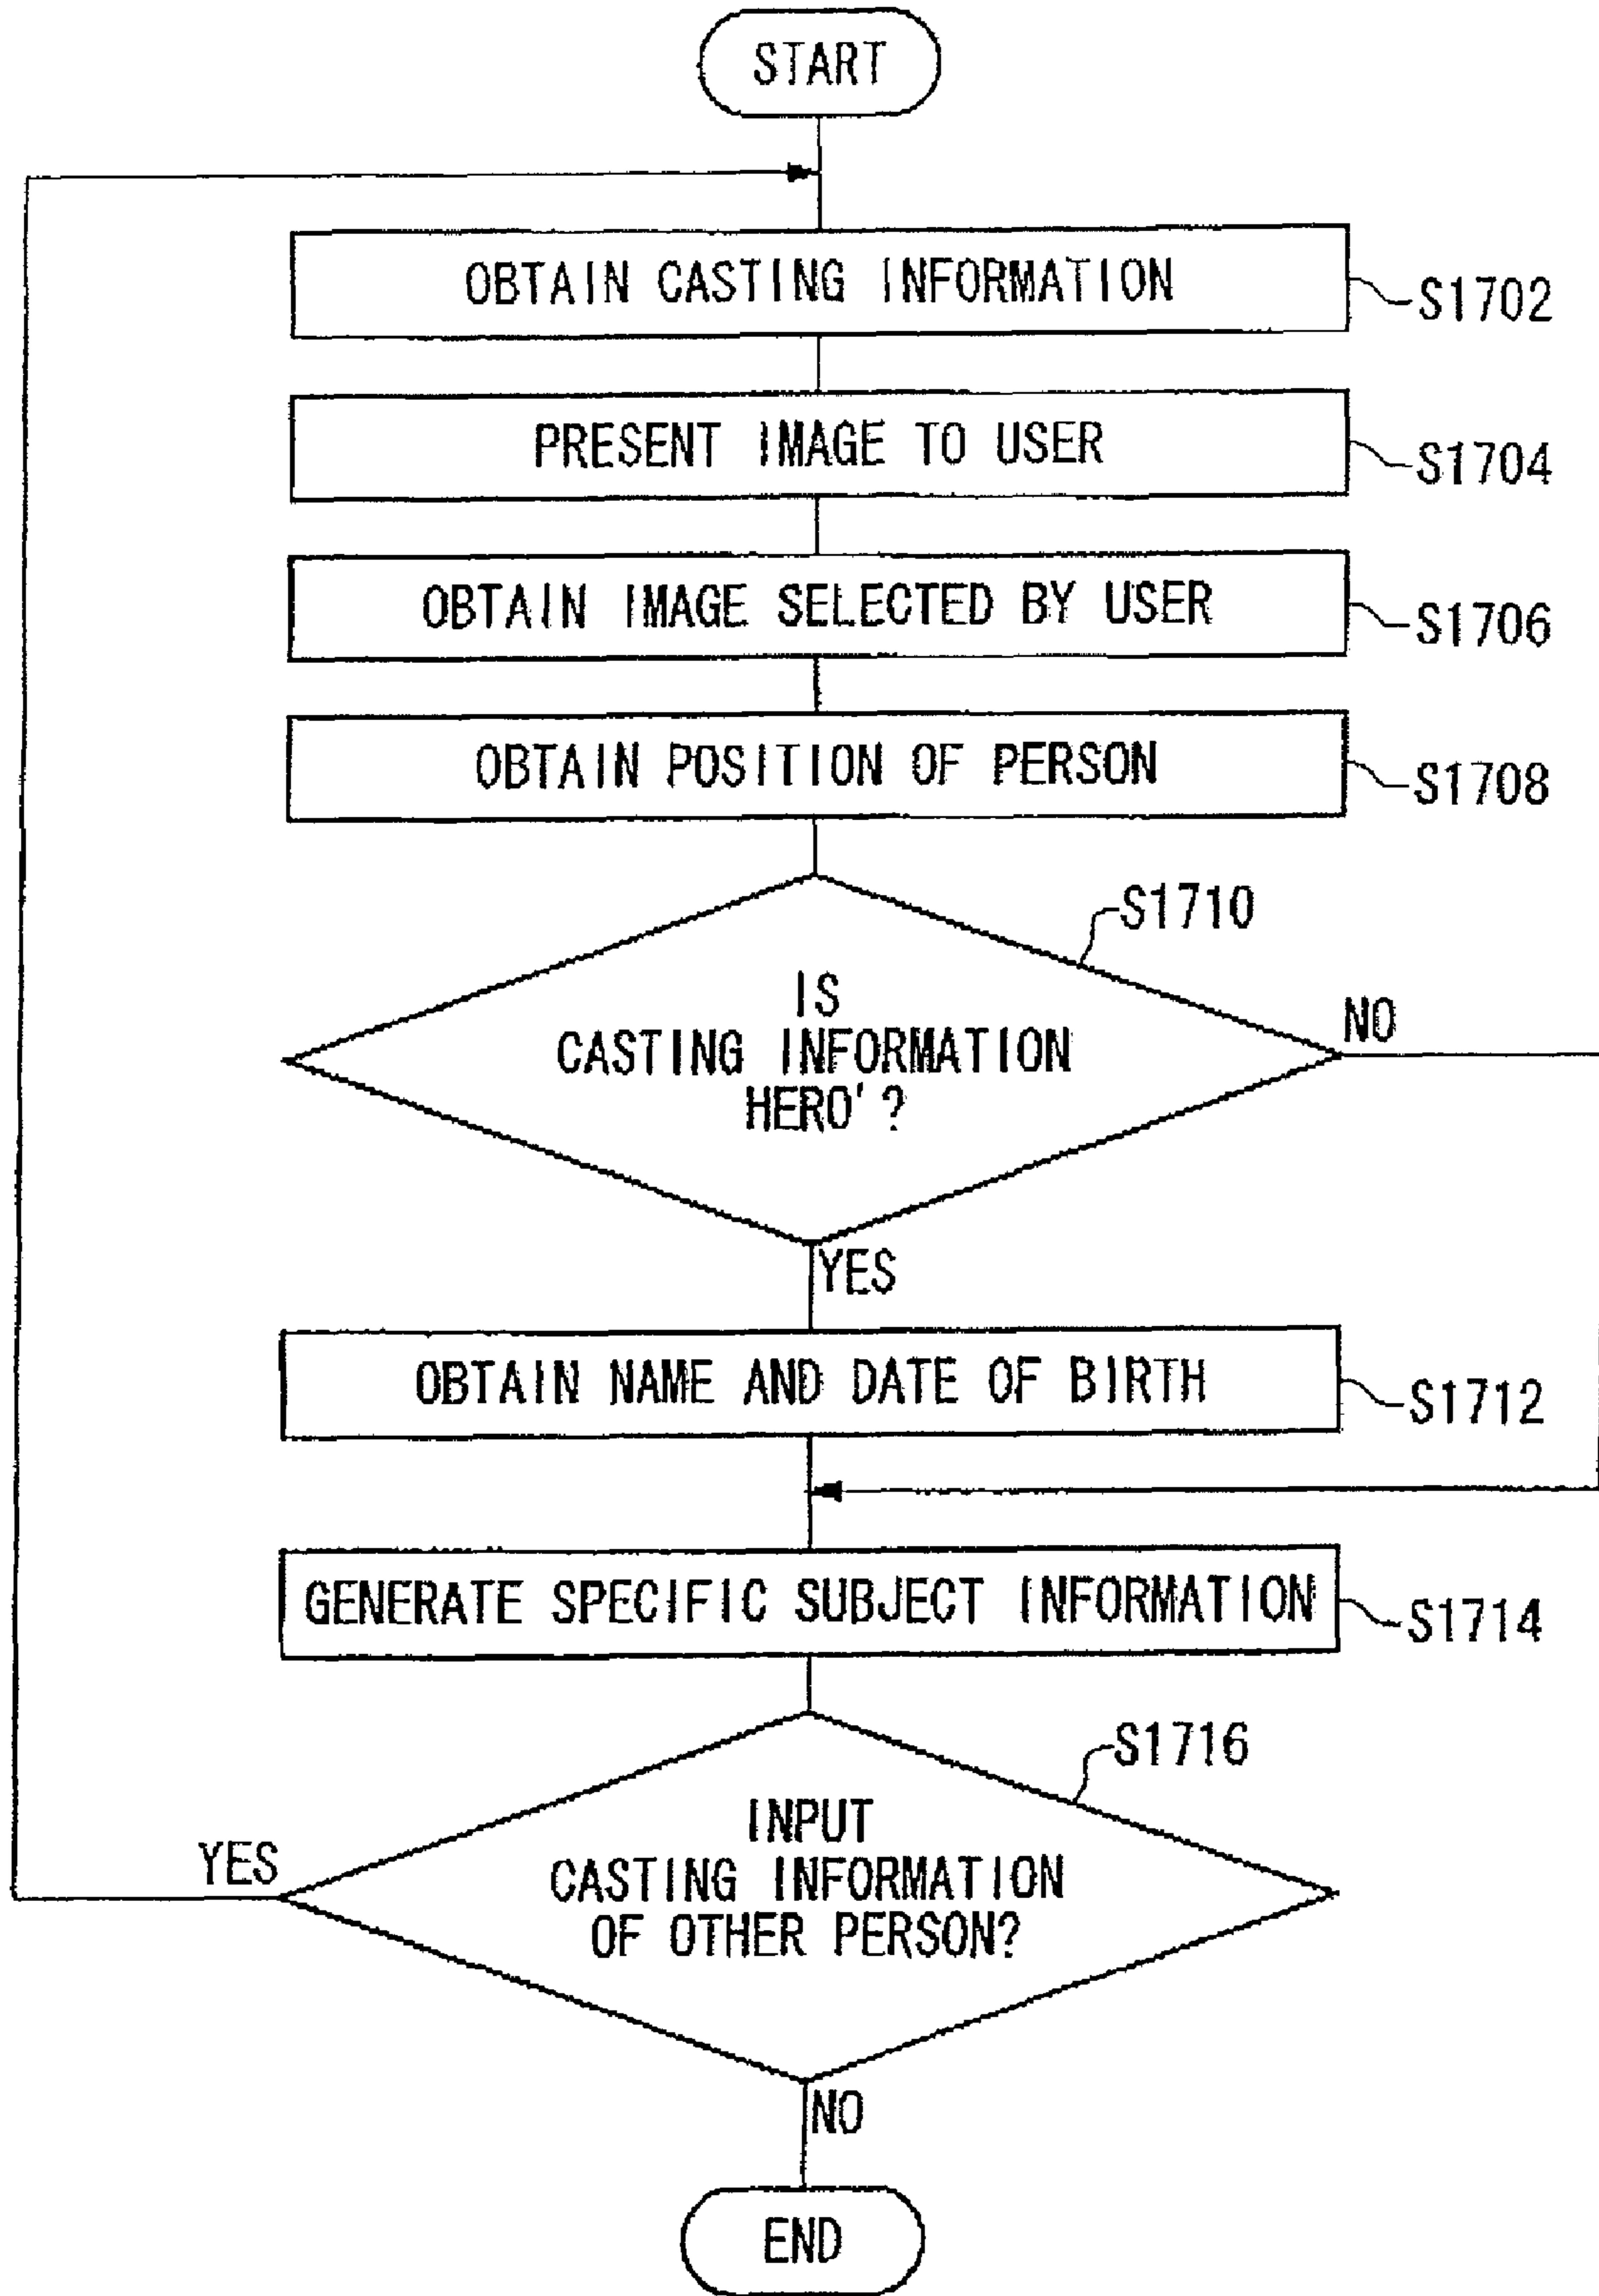 START
OBTAIN CASTING INFORMATION
S1702
PRESENT IMAGE TO USER
S1704
OBTAIN IMAGE SELECTED BY USER
S1706
OBTAIN POSITION OF PERSON
S1708
S1710
IS
CASTING INFORMATION
HERO'?
NO
YES
OBTAIN NAME AND DATE OF BIRTH
S1712
GENERATE SPECIFIC SUBJECT INFORMATION
S1714
S1716
INPUT
CASTING INFORMATION
OF OTHER PERSON?
YES
NO
END